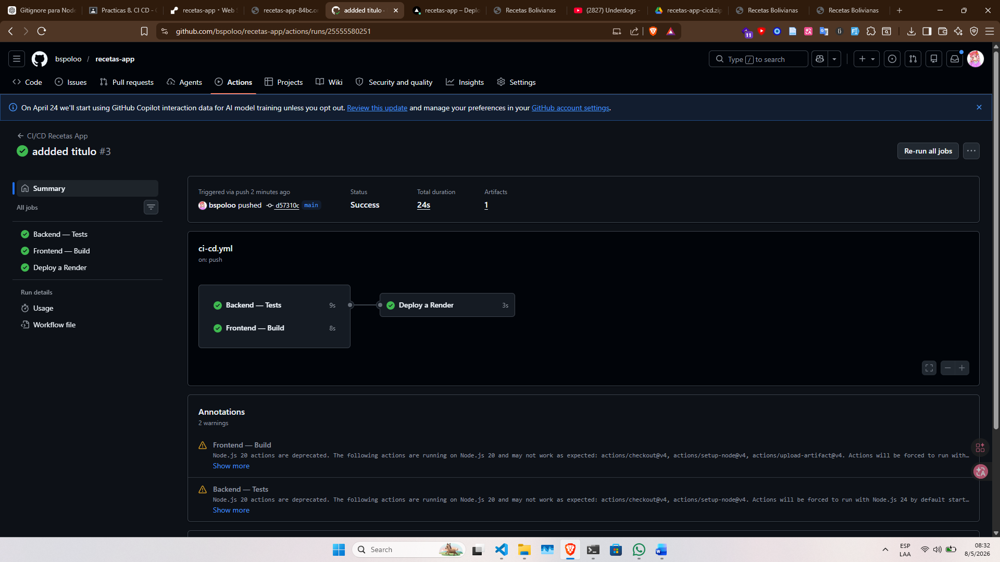 Gitignore para Node
Practicas 8. CI CD -
recetas-app • Web
recetas-app-84bc.on
addded titulo
recetas-app – Deplo
Recetas Bolivianas
(2827) Underdogs -
recetas-app-cicd.zip
Recetas Bolivianas
Recetas Bolivianas
github.com/bspoloo/recetas-app/actions/runs/25555580251
11
bspoloo / recetas-app
Type / to search
Code
Issues
Pull requests
Agents
Actions
Projects
Wiki
Security and quality
Insights
Settings
On April 24 we'll start using GitHub Copilot interaction data for AI model training unless you opt out. Review this update and manage your preferences in your GitHub account settings.
CI/CD Recetas App
addded titulo #3
Re-run all jobs
Summary
All jobs
Backend — Tests
Frontend — Build
Deploy a Render
Run details
Usage
Workflow file
Triggered via push 2 minutes ago
bspoloo pushed d57310c main
Status
Success
Total duration
24s
Artifacts
1
ci-cd.yml
on: push
Backend — Tests 9s
Frontend — Build 8s
Deploy a Render 3s
Annotations
2 warnings
Frontend — Build
Node.js 20 actions are deprecated. The following actions are running on Node.js 20 and may not work as expected: actions/checkout@v4, actions/setup-node@v4, actions/upload-artifact@v4. Actions will be forced to run with…
Show more
Backend — Tests
Node.js 20 actions are deprecated. The following actions are running on Node.js 20 and may not work as expected: actions/checkout@v4, actions/setup-node@v4. Actions will be forced to run with Node.js 24 by default start…
Show more
Search
ESP
LAA
08:32
8/5/2026